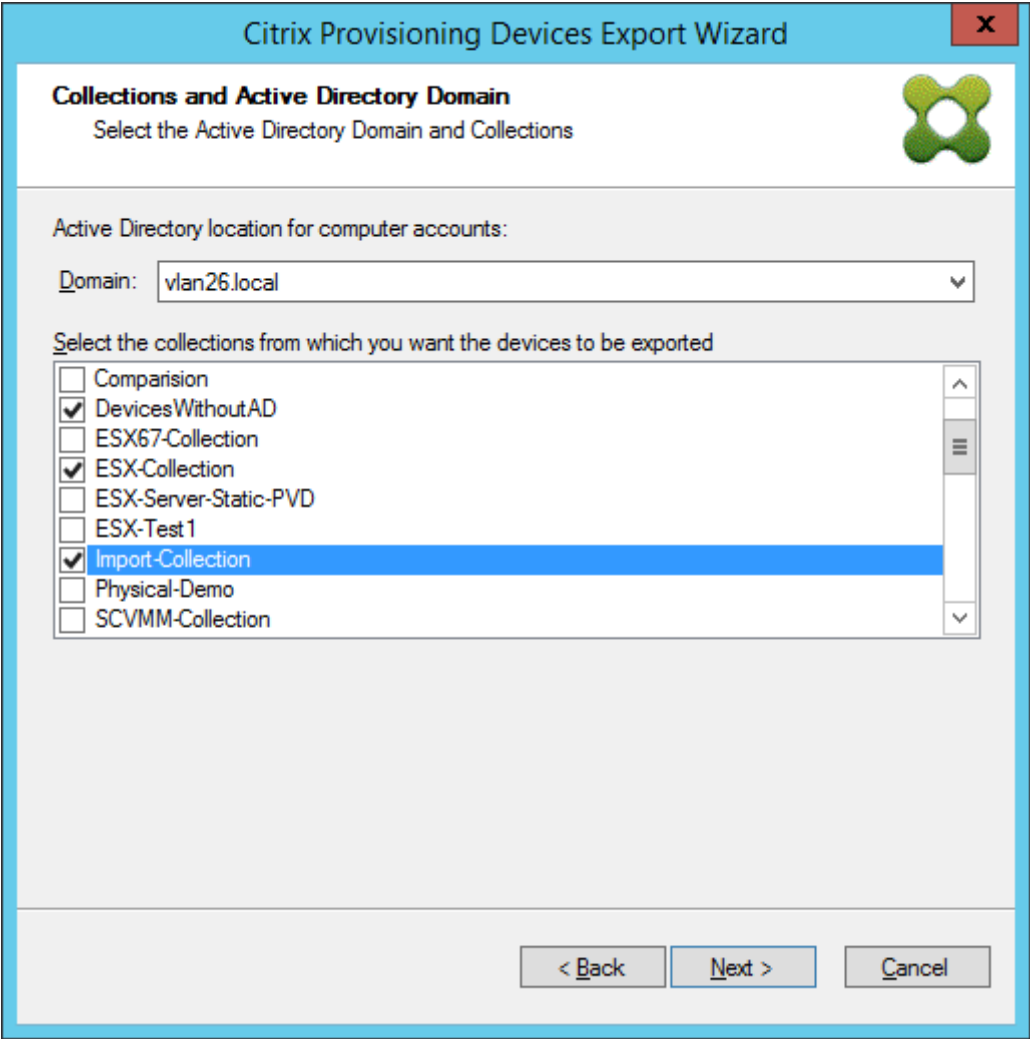 Citrix Provisioning Devices Export Wizard
x
Collections and Active Directory Domain
Select the Active Directory Domain and Collections
Active Directory location for computer accounts:
Domain: vlan26.local
Select the collections from which you want the devices to be exported
Comparision
DevicesWithoutAD
ESX67-Collection
ESX-Collection
ESX-Server-Static-PVD
ESX-Test1
Import-Collection
Physical-Demo
SCVMM-Collection
< Back Next > Cancel